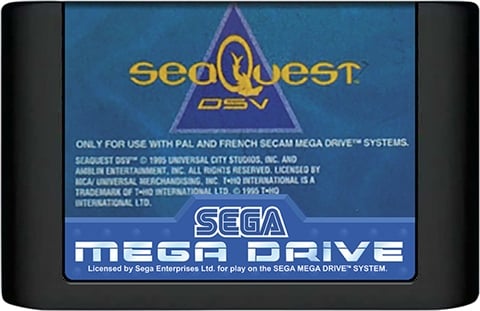 SEAQUEST™
DSV
ONLY FOR USE WITH PAL AND FRENCH SECAM MEGA DRIVE™ SYSTEMS.
SEAQUEST DSV™ © 1995 UNIVERSAL CITY STUDIOS, INC. AND
AMBLIN ENTERTAINMENT, INC. ALL RIGHTS RESERVED. LICENSED BY
MCA/ UNIVERSAL MERCHANDISING, INC. T•HQ INTERNATIONAL IS A
TRADEMARK OF T•HQ INTERNATIONAL LTD. © 1995 T•HQ
INTERNATIONAL LTD.
SEGA
MEGA DRIVE
Licensed by Sega Enterprises Ltd. for play on the SEGA MEGA DRIVE™ SYSTEM.